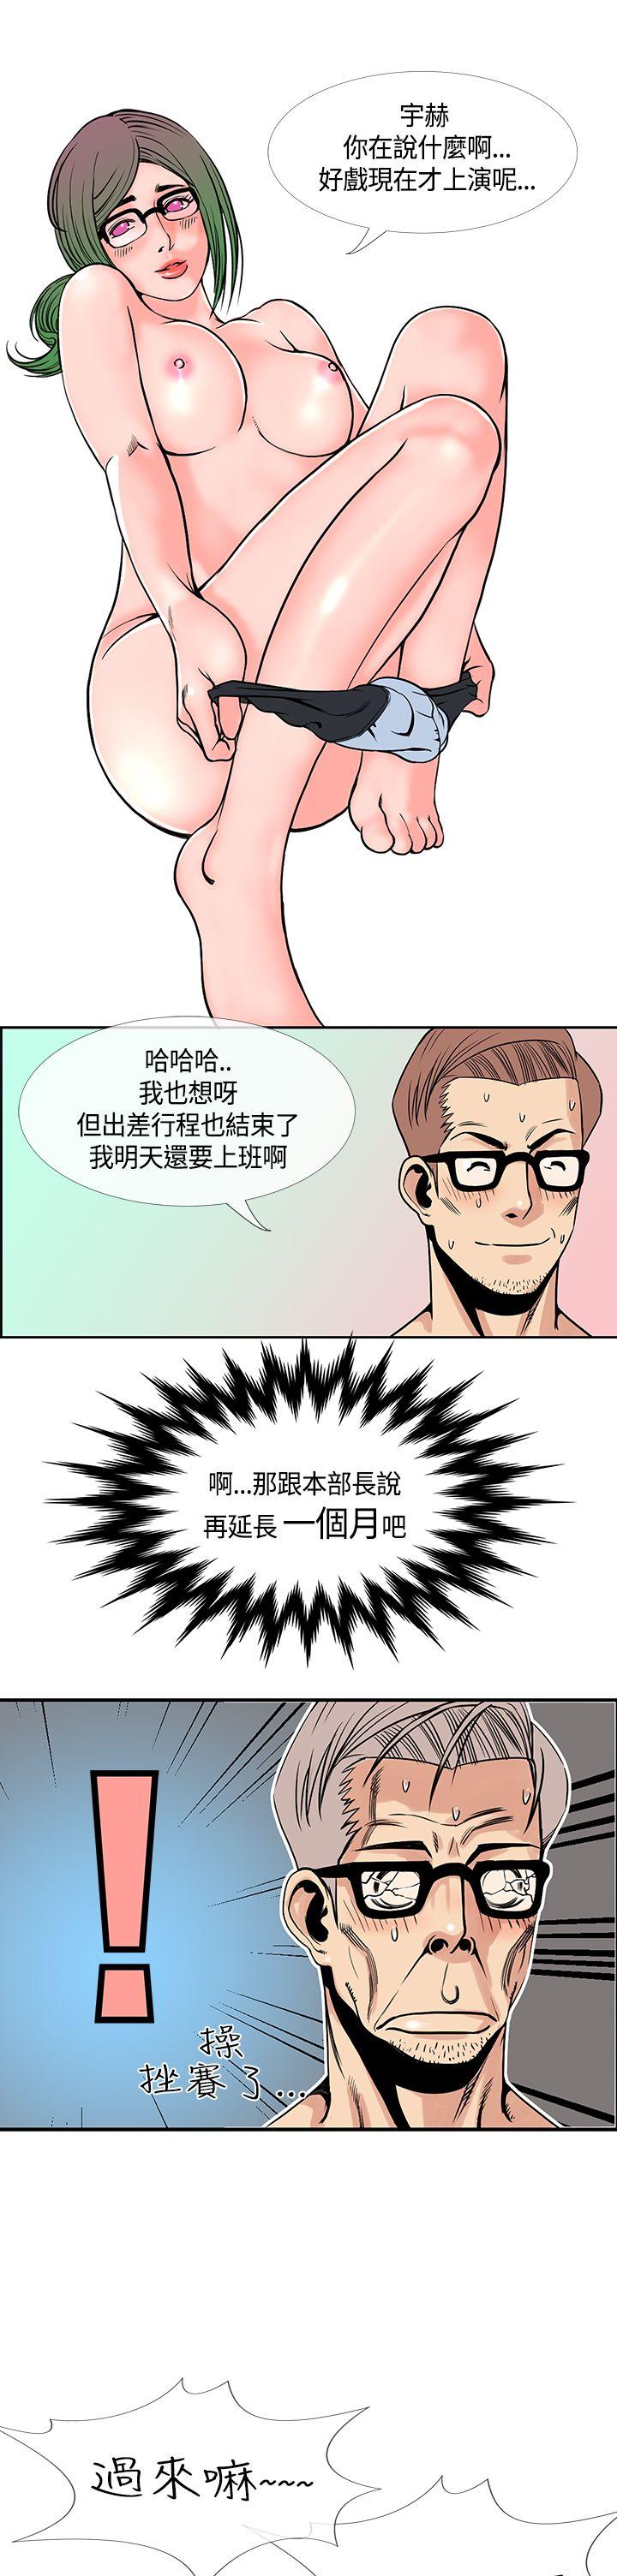 宇赫
你在說什麼啊...
好戲現在才上演呢...
哈哈哈..
我也想呀
但出差行程也結束了
我明天還要上班啊
啊...那跟本部長說
再延長 一個月吧
!
操
挫賽了...
過來嘛~~~